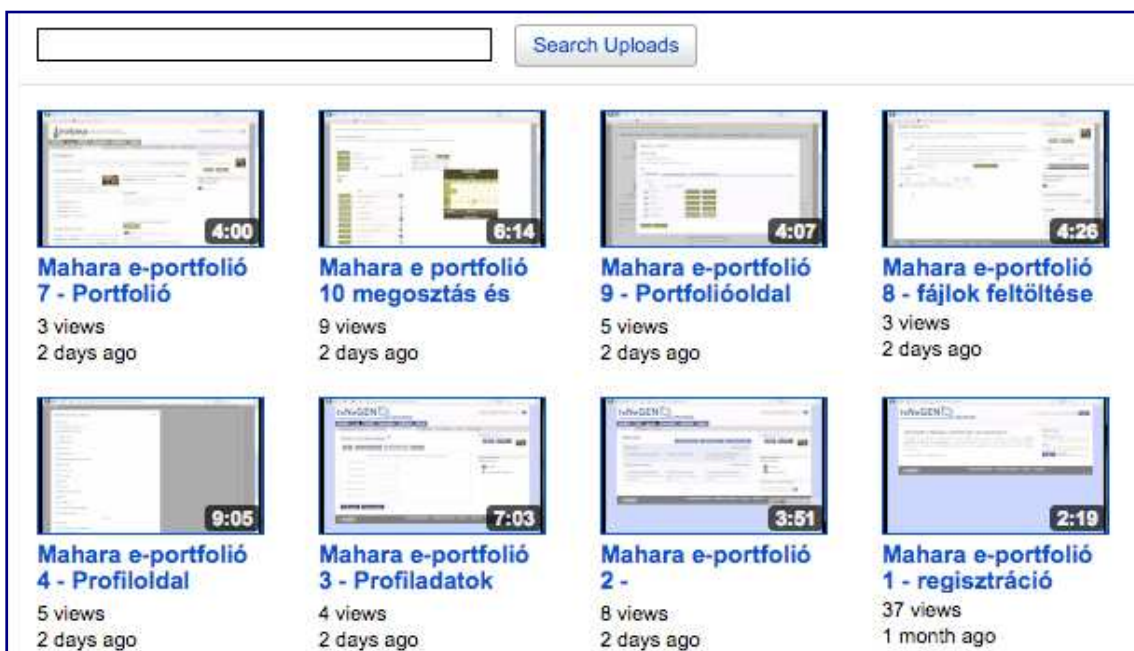 Search Uploads
4:00
6:14
4:07
4:26
Mahara e-portfolió
7 - Portfolió
3 views
2 days ago
Mahara e portfolió
10 megosztás és
9 views
2 days ago
Mahara e-portfolió
9 - Portfolióoldal
5 views
2 days ago
Mahara e-portfolió
8 - fájlok feltöltése
3 views
2 days ago
9:05
7:03
3:51
2:19
Mahara e-portfolió
4 - Profiloldal
5 views
2 days ago
Mahara e-portfolió
3 - Profiladatok
4 views
2 days ago
Mahara e-portfolió
2 -
8 views
2 days ago
Mahara e-portfolió
1 - regisztráció
37 views
1 month ago